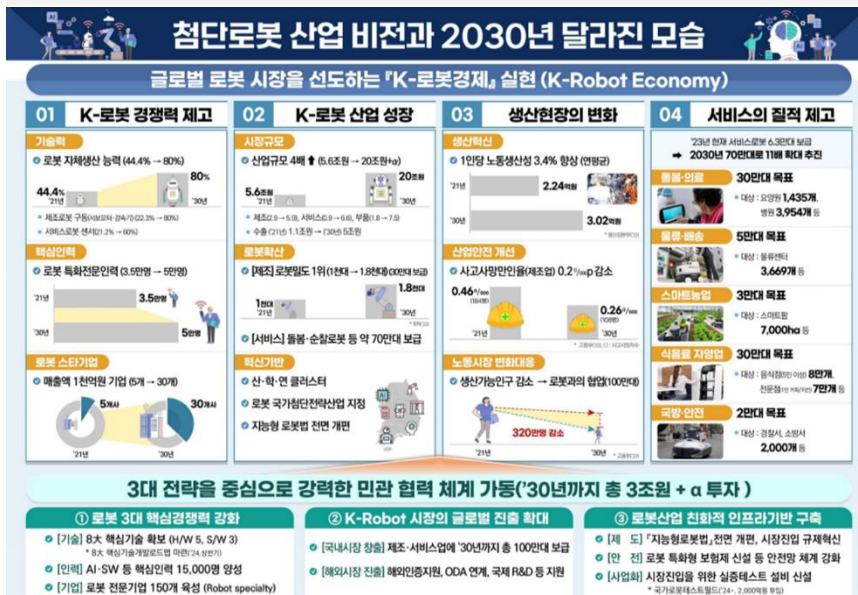 첨단로봇 산업 비전과 2030년 달라진 모습
글로벌 로봇 시장을 선도하는 『K-로봇경제』 실현 (K-Robot Economy)
01 K-로봇 경쟁력 제고
기술력
로봇 자체생산 능력 (44.4% → 80%)
44.4%
80%
'21년
'30년
제조로봇 구동(서보모터·감속기) (22.3% → 80%)
서비스로봇 센서(21.2% → 60%)
핵심인력
로봇 특화전문인력 (3.5만명 → 5만명)
'21년
3.5만명
'30년
5만명
로봇 스타기업
매출액 1천억원 기업 (5개 → 30개)
5개사
30개사
'21년
'30년
02 K-로봇 산업 성장
시장규모
산업규모 4배 ↑ (5.6조원 → 20조원+α)
5.6조원
20조원
'21년
'30년
제조(2.9 → 5.9), 서비스(0.9 → 6.6), 부품(1.8 → 7.5)
수출 ('21년) 1.1조원 → ('30년) 5조원
로봇확산
[제조] 로봇밀도 1위 (1천대 → 1.8천대) (30만대 보급)
1천대
1.8천대
'21년
'30년
[서비스] 돌봄·순찰로봇 등 약 70만대 보급
혁신기반
산·학·연 클러스터
로봇 국가첨단전략산업 지정
지능형 로봇법 전면 개편
03 생산현장의 변화
생산혁신
1인당 노동생산성 3.4% 향상 (연평균)
'21년
2.24억원
'30년
3.02억원
산업안전 개선
사고사망만인율(제조업) 0.2‱p 감소
0.46‱
(184명)
0.26‱
'21년
'30년
노동시장 변화대응
생산가능인구 감소 → 로봇과의 협업(100만대)
320만명 감소
'21년
'30년
04 서비스의 질적 제고
'23년 현재 서비스로봇 6.3만대 보급
➡ 2030년 70만대로 11배 확대 추진
돌봄·의료
30만대 목표
대상 : 요양원 1,435개,
병원 3,954개 등
물류·배송
5만대 목표
대상 : 물류센터
3,669개 등
스마트농업
3만대 목표
대상 : 스마트팜
7,000ha 등
식음료 자영업
30만대 목표
대상 : 음식점(5인 이상) 8만개,
7만개 등
국방·안전
2만대 목표
대상 : 경찰서, 소방서
2,000개 등
3대 전략을 중심으로 강력한 민관 협력 체계 가동('30년까지 총 3조원 + α 투자 )
① 로봇 3대 핵심경쟁력 강화
[기술] 8大 핵심기술 확보 (H/W 5, S/W 3)
* 8大 핵심기술개발로드맵 마련('24.상반기)
[인력] AI·SW 등 핵심인력 15,000명 양성
[기업] 로봇 전문기업 150개 육성 (Robot specialty)
② K-Robot 시장의 글로벌 진출 확대
[국내시장 창출] 제조·서비스업에 '30년까지 총 100만대 보급
[해외시장 진출] 해외인증지원, ODA 연계, 국제 R&D 등 지원
③ 로봇산업 친화적 인프라기반 구축
[제 도] 『지능형로봇법』 전면 개편, 시장진입 규제혁신
[안 전] 로봇 특화형 보험제 신설 등 안전망 체계 강화
[사업화] 시장진입을 위한 실증테스트 설비 신설
* 국가로봇테스트필드('24~, 2,000억원 투입)